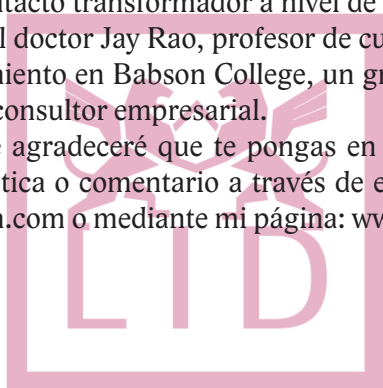 ntacto transformador a nivel de
l doctor Jay Rao, profesor de cu
miento en Babson College, un gr
consultor empresarial.
e agradeceré que te pongas en
tica o comentario a través de e
n.com o mediante mi página: ww
LID